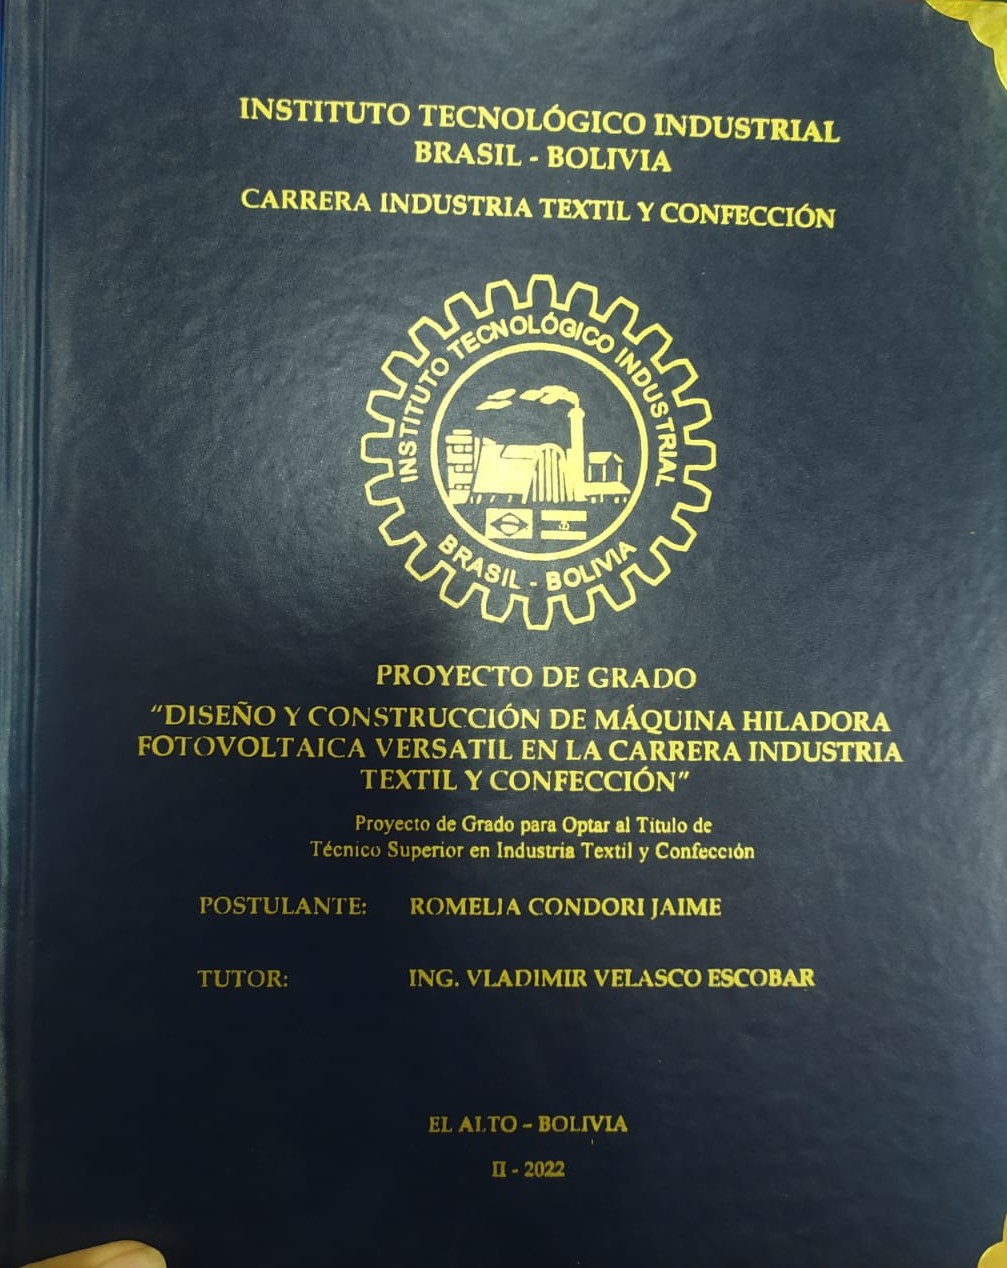 INSTITUTO TECNOLÓGICO INDUSTRIAL
BRASIL - BOLIVIA
CARRERA INDUSTRIA TEXTIL Y CONFECCIÓN
INSTITUTO TECNOLÓGICO INDUSTRIAL
BRASIL - BOLIVIA
PROYECTO DE GRADO
"DISEÑO Y CONSTRUCCIÓN DE MÁQUINA HILADORA
FOTOVOLTAICA VERSATIL EN LA CARRERA INDUSTRIA
TEXTIL Y CONFECCIÓN"
Proyecto de Grado para Optar al Titulo de
Técnico Superior en Industria Textil y Confección
POSTULANTE: ROMELIA CONDORI JAIME
TUTOR: ING. VLADIMIR VELASCO ESCOBAR
EL ALTO - BOLIVIA
II - 2022